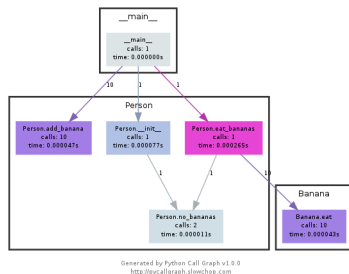 __main__
__main__
calls: 1
time: 0.000000s
10
1
1
Person
Person.add_banana
calls: 10
time: 0.000047s
Person.__init__
calls: 1
time: 0.000077s
Person.eat_bananas
calls: 1
time: 0.000265s
1
1
10
Banana
Person.no_bananas
calls: 2
time: 0.000011s
Banana.eat
calls: 10
time: 0.000043s
Generated by Python Call Graph v1.0.0
http://pycallgraph.slowchop.com